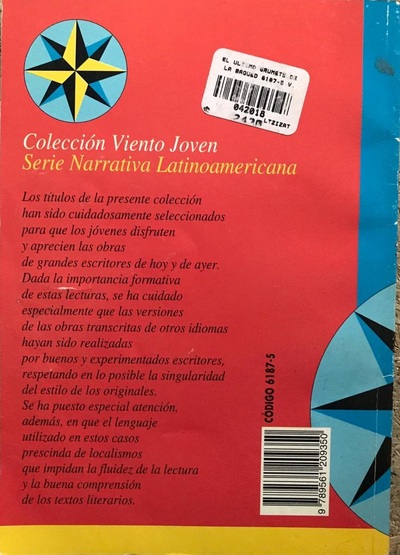 EL ULTIMO GRUMETE DE
LA BAQUED 6187-5 V.
042018
Colección Viento Joven
Serie Narrativa Latinoamericana
Los títulos de la presente colección
han sido cuidadosamente seleccionados
para que los jóvenes disfruten
y aprecien las obras
de grandes escritores de hoy y de ayer.
Dada la importancia formativa
de estas lecturas, se ha cuidado
especialmente que las versiones
de las obras transcritas de otros idiomas
hayan sido realizadas
por buenos y experimentados escritores,
respetando en lo posible la singularidad
del estilo de los originales.
Se ha puesto especial atención,
además, en que el lenguaje
utilizado en estos casos
prescinda de localismos
que impidan la fluidez de la lectura
y la buena comprensión
de los textos literarios.
CÓDIGO 6187-5
9 789561 209350